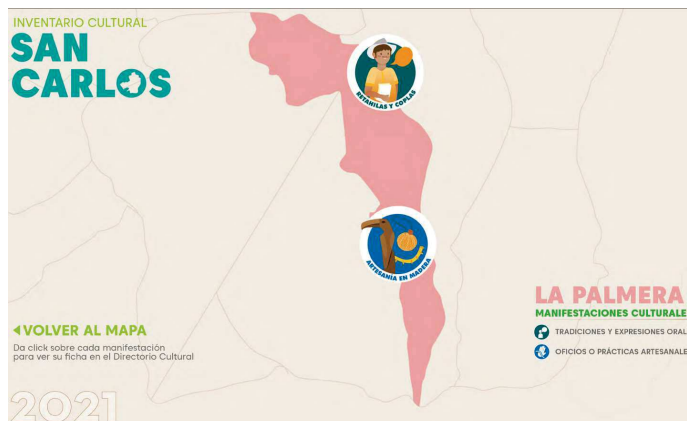 INVENTARIO CULTURAL
SAN
CARLOS
RETAHILAS Y COPLAS
ARTESANÍA EN MADERA
LA PALMERA
MANIFESTACIONES CULTURALE
TRADICIONES Y EXPRESIONES ORAL
OFICIOS O PRÁCTICAS ARTESANALE
VOLVER AL MAPA
Da click sobre cada manifestación
para ver su ficha en el Directorio Cultural
2021